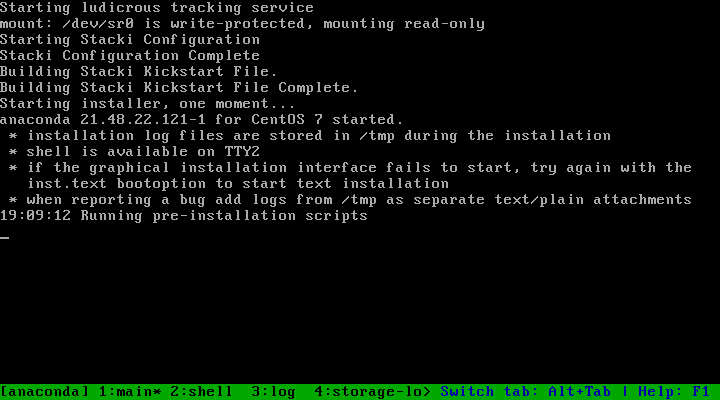 Starting ludicrous tracking service
mount: /dev/sr0 is write-protected, mounting read-only
Starting Stacki Configuration
Stacki Configuration Complete
Building Stacki Kickstart File.
Building Stacki Kickstart File Complete.
Starting installer, one moment...
anaconda 21.48.22.121-1 for CentOS 7 started.
* installation log files are stored in /tmp during the installation
* shell is available on TTY2
* if the graphical installation interface fails to start, try again with the
inst.text bootoption to start text installation
* when reporting a bug add logs from /tmp as separate text/plain attachments
19:09:12 Running pre-installation scripts
_
[anaconda] 1:main* 2:shell  3:log  4:storage-lo> Switch tab: Alt+Tab | Help: F1